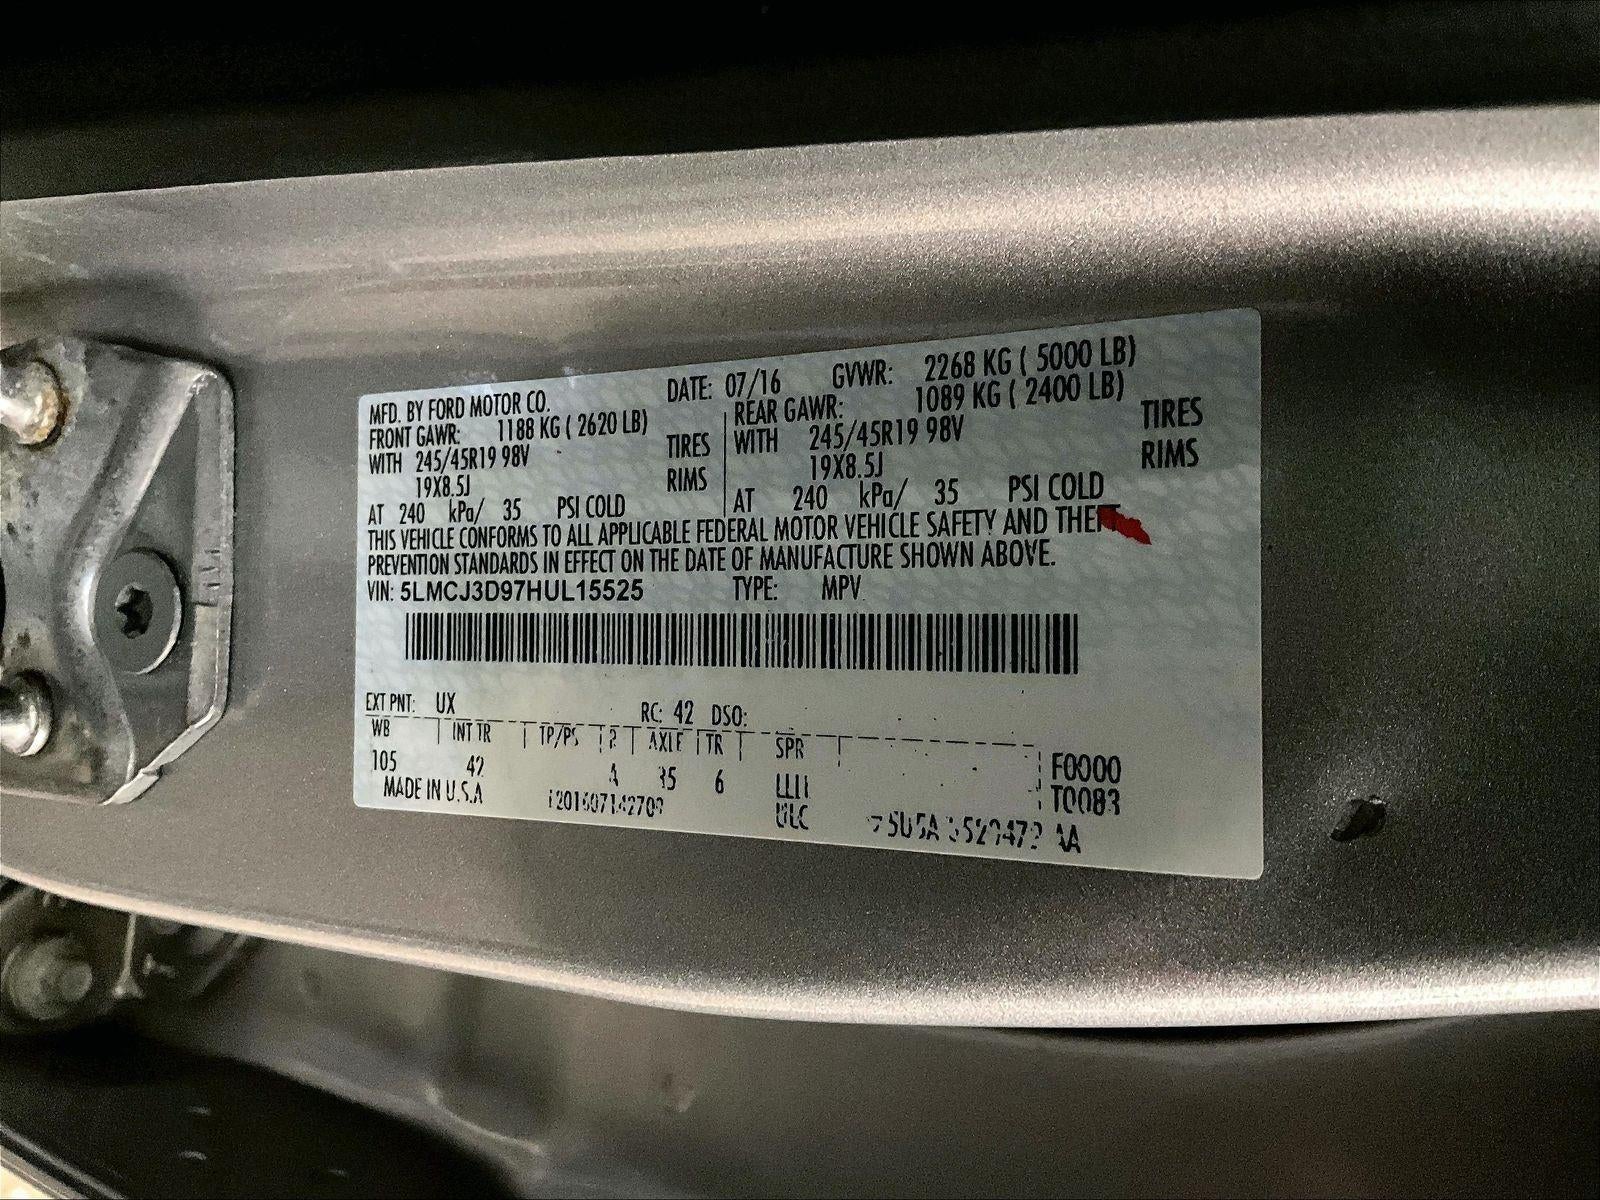 MFD. BY FORD MOTOR CO. DATE: 07/16 GVWR: 2268 KG ( 5000 LB)
FRONT GAWR: 1188 KG ( 2620 LB) REAR GAWR: 1089 KG ( 2400 LB)
WITH 245/45R19 98V TIRES WITH 245/45R19 98V TIRES
19X8.5J RIMS 19X8.5J RIMS
AT 240 kPa/ 35 PSI COLD AT 240 kPa/ 35 PSI COLD
THIS VEHICLE CONFORMS TO ALL APPLICABLE FEDERAL MOTOR VEHICLE SAFETY AND THEFT
PREVENTION STANDARDS IN EFFECT ON THE DATE OF MANUFACTURE SHOWN ABOVE.
VIN: 5LMCJ3D97HUL15525 TYPE: MPV
EXT PNT: UX RC: 42 DSO:
WB INT TR TP/PS R AXLE TR SPR
105 42 4 6 F0000
MADE IN U.S.A T0083